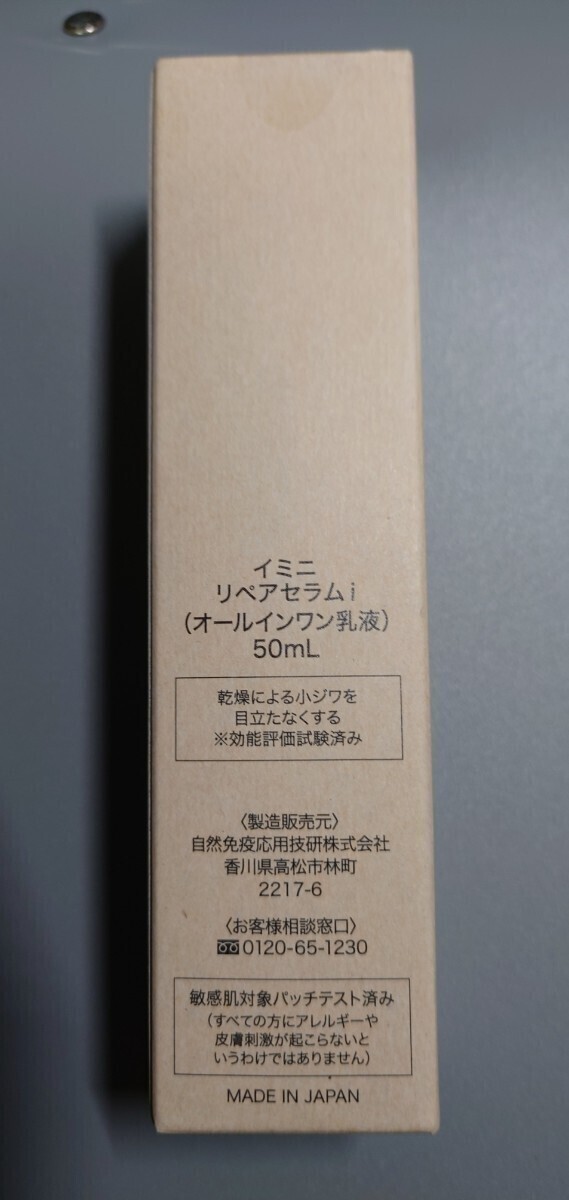 イミニ
リペアセラムi
(オールインワン乳液)
50mL
乾燥による小ジワを
目立たなくする
※効能評価試験済み
〈製造販売元〉
自然免疫応用技研株式会社
香川県高松市林町
2217-6
〈お客様相談窓口〉
0120-65-1230
敏感肌対象パッチテスト済み
(すべての方にアレルギーや
皮膚刺激が起こらないと
いうわけではありません)
MADE IN JAPAN